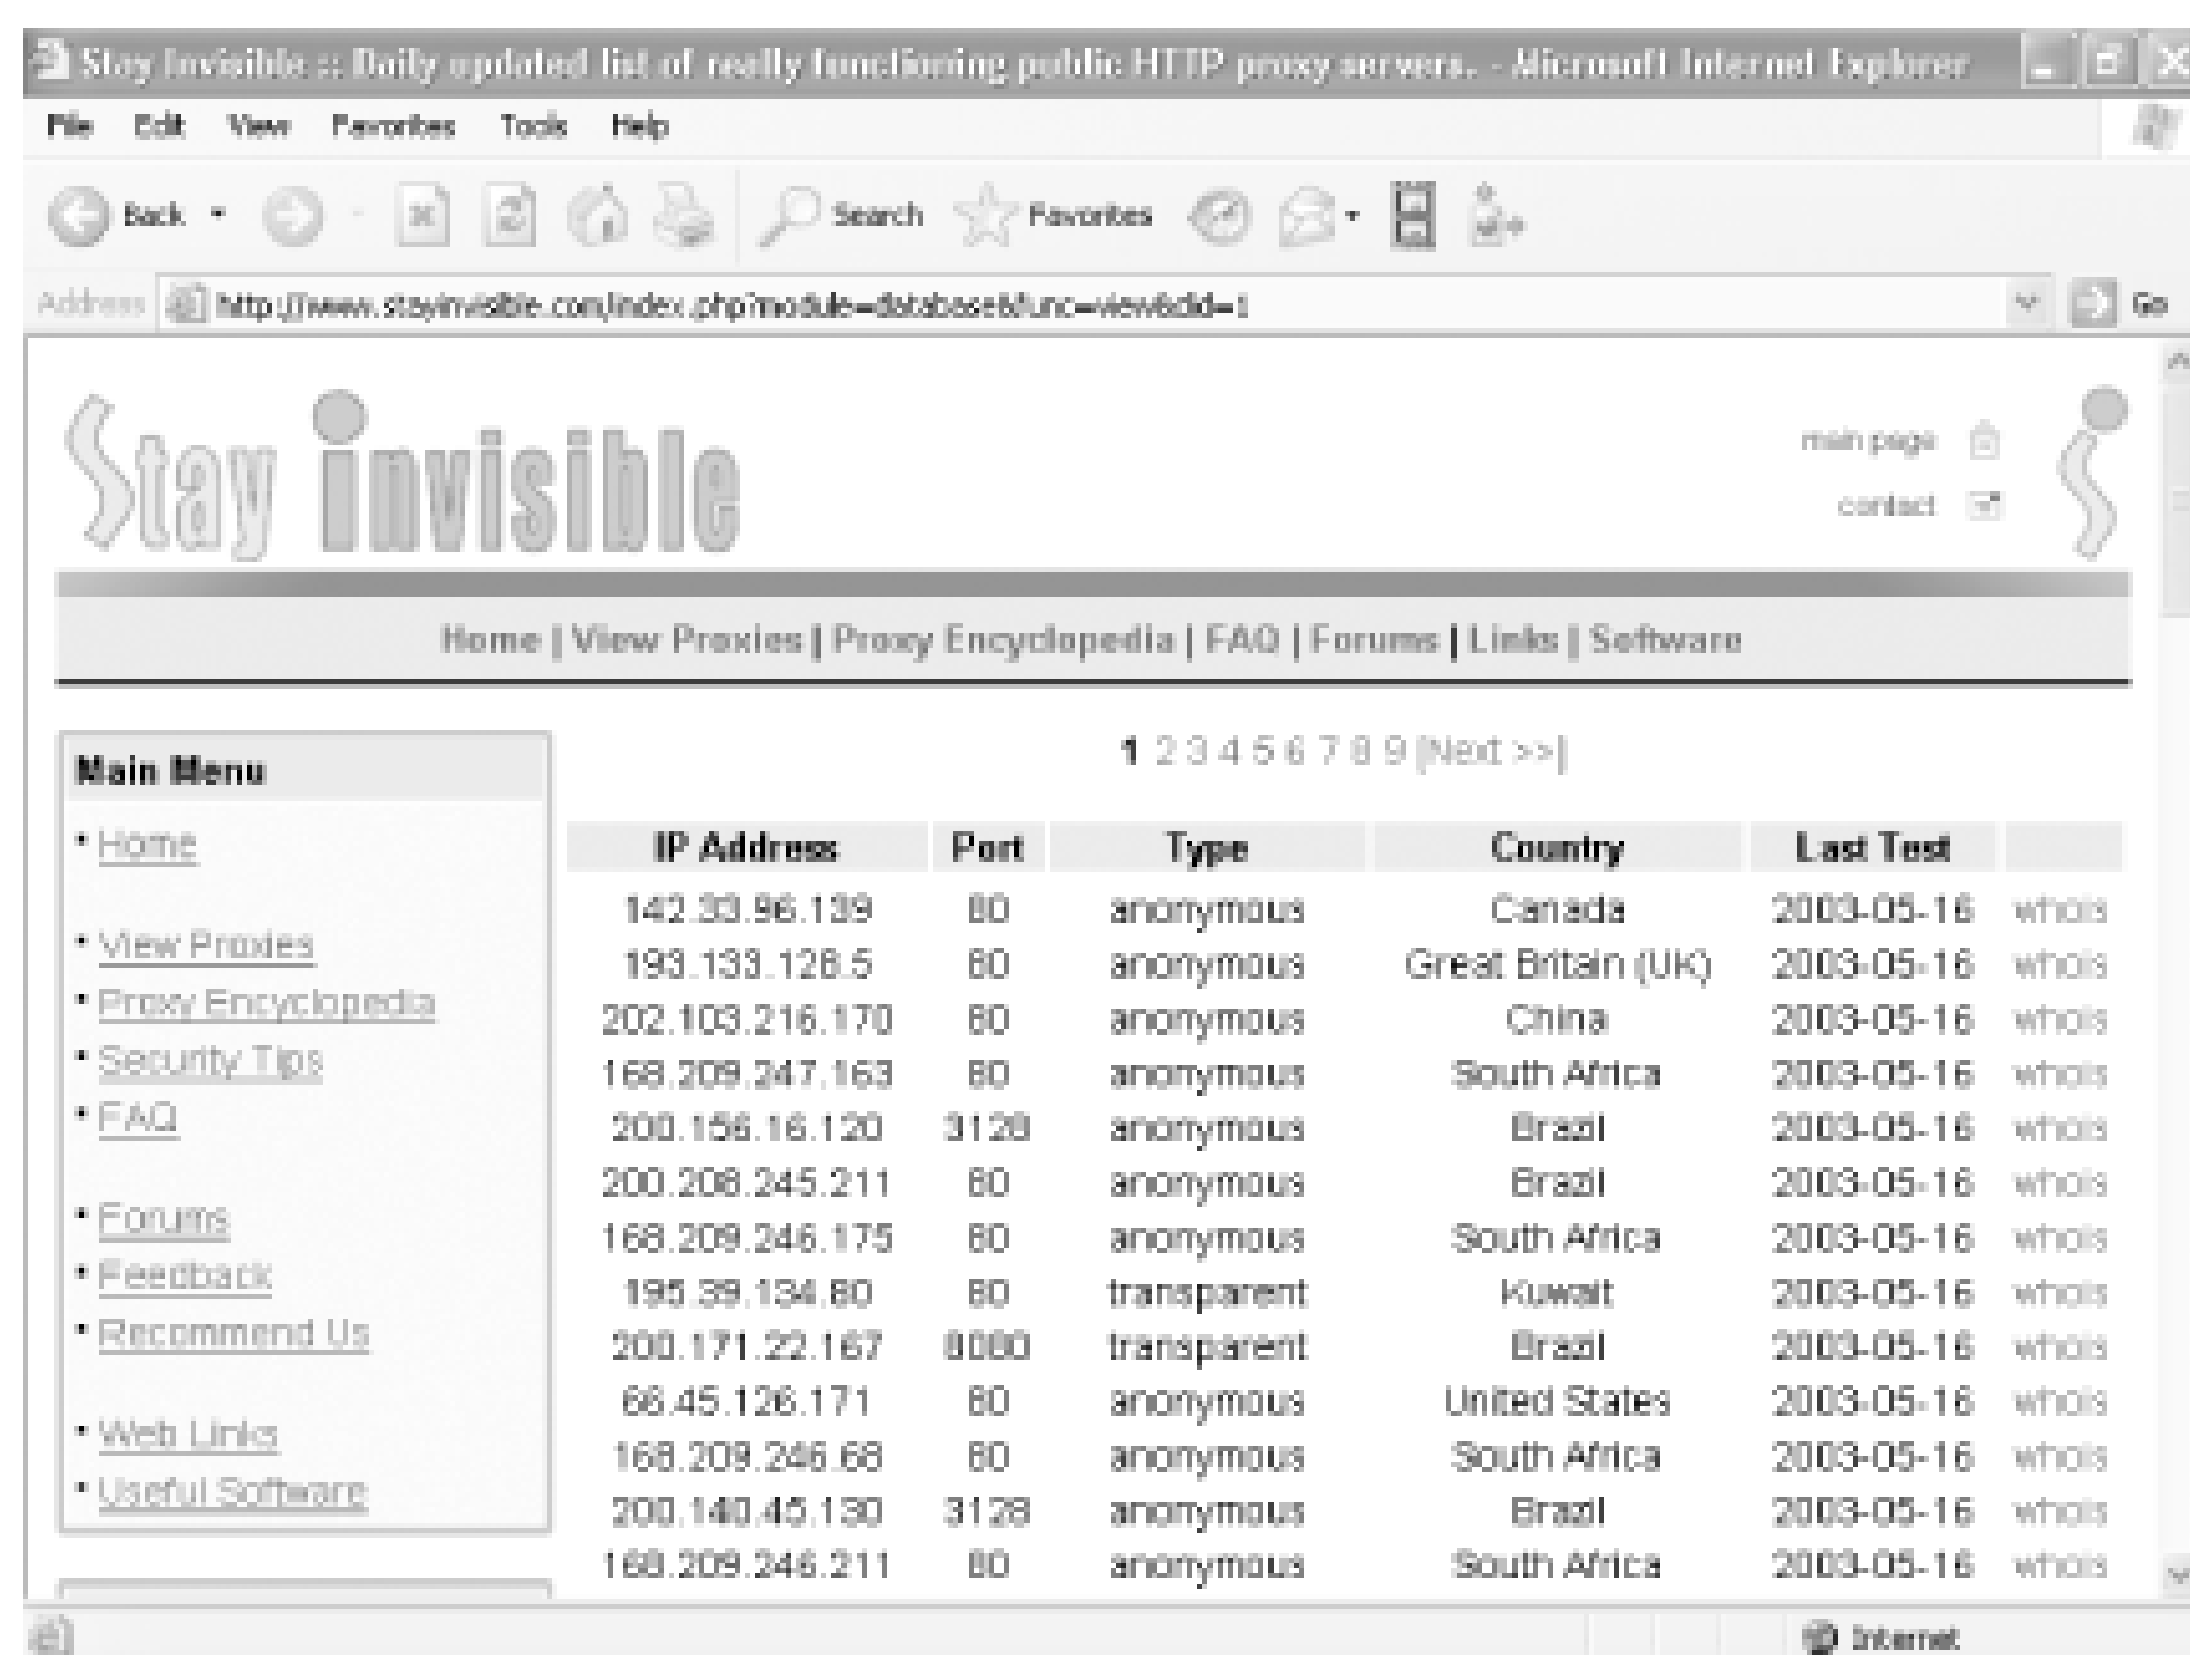 Stay Invisible :: Daily updated list of really functioning public HTTP proxy servers. - Microsoft Internet Explorer
File Edit View Favorites Tools Help
Back Search Favorites
Address http://www.stayinvisible.com/index.php?module=database&func=view&did=1 Go
Stay invisible
main page
contact
Home | View Proxies | Proxy Encyclopedia | FAQ | Forums | Links | Software
1 2 3 4 5 6 7 8 9 [Next >>]
Main Menu
• Home
• View Proxies
• Proxy Encyclopedia
• Security Tips
• FAQ
• Forums
• Feedback
• Recommend Us
• Web Links
• Useful Software
IP Address Port Type Country Last Test
142.33.96.139 80 anonymous Canada 2003-05-16 whois
193.133.128.5 80 anonymous Great Britain (UK) 2003-05-16 whois
202.103.216.170 80 anonymous China 2003-05-16 whois
168.209.247.163 80 anonymous South Africa 2003-05-16 whois
200.156.16.120 3128 anonymous Brazil 2003-05-16 whois
200.208.245.211 80 anonymous Brazil 2003-05-16 whois
168.209.246.175 80 anonymous South Africa 2003-05-16 whois
195.39.134.80 80 transparent Kuwait 2003-05-16 whois
200.171.22.167 8080 transparent Brazil 2003-05-16 whois
66.45.126.171 80 anonymous United States 2003-05-16 whois
168.209.246.68 80 anonymous South Africa 2003-05-16 whois
200.140.45.130 3128 anonymous Brazil 2003-05-16 whois
168.209.246.211 80 anonymous South Africa 2003-05-16 whois
Internet